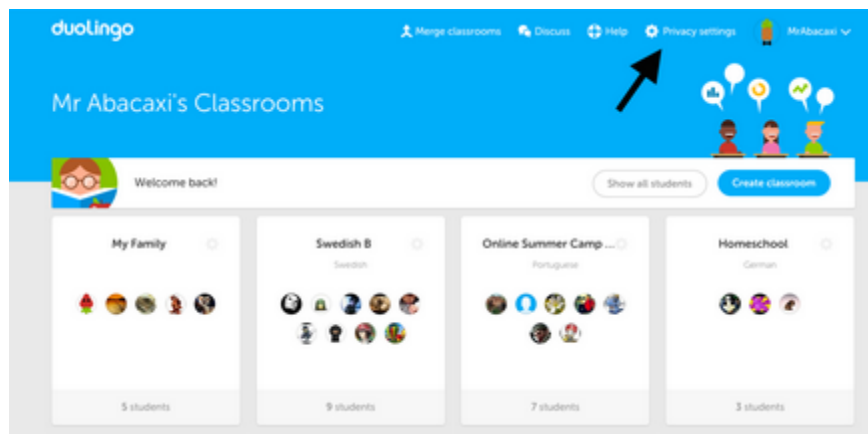 duolingo
Merge classrooms Discuss Help Privacy settings MrAbacaxi
Mr Abacaxi's Classrooms
Welcome back! Show all students Create classroom
My Family Swedish B Online Summer Camp ... Homeschool
Swedish Portuguese German
5 students 9 students 7 students 3 students